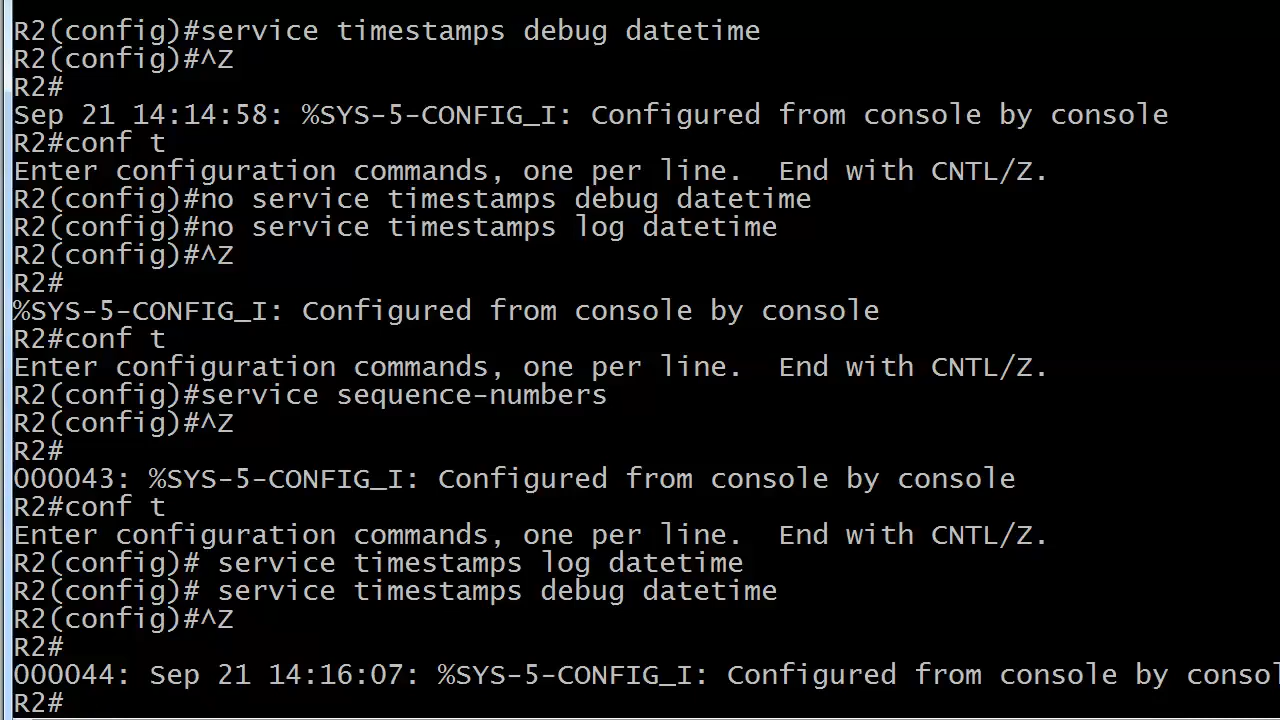 R2(config)#service timestamps debug datetime
R2(config)#^Z
R2#
Sep 21 14:14:58: %SYS-5-CONFIG_I: Configured from console by console
R2#conf t
Enter configuration commands, one per line.  End with CNTL/Z.
R2(config)#no service timestamps debug datetime
R2(config)#no service timestamps log datetime
R2(config)#^Z
R2#
%SYS-5-CONFIG_I: Configured from console by console
R2#conf t
Enter configuration commands, one per line.  End with CNTL/Z.
R2(config)#service sequence-numbers
R2(config)#^Z
R2#
000043: %SYS-5-CONFIG_I: Configured from console by console
R2#conf t
Enter configuration commands, one per line.  End with CNTL/Z.
R2(config)# service timestamps log datetime
R2(config)# service timestamps debug datetime
R2(config)#^Z
R2#
000044: Sep 21 14:16:07: %SYS-5-CONFIG_I: Configured from console by consol
R2#